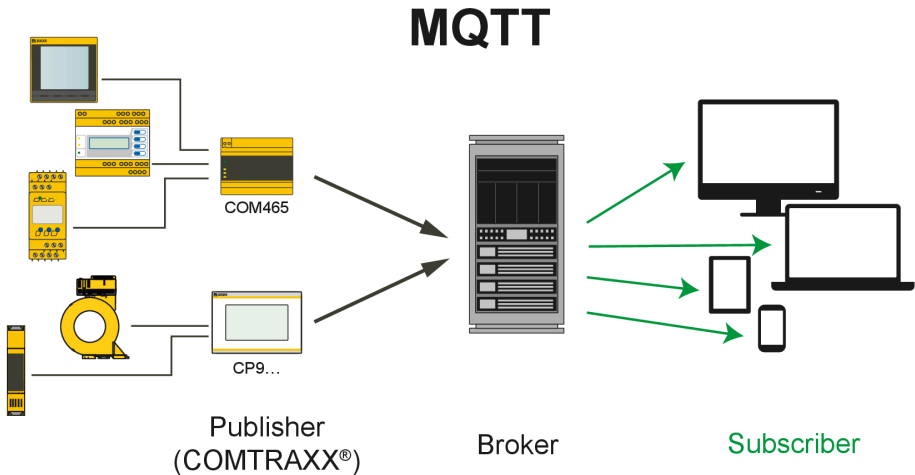 MQTT
COM465
CP9...
Publisher
(COMTRAXX®)
Broker
Subscriber